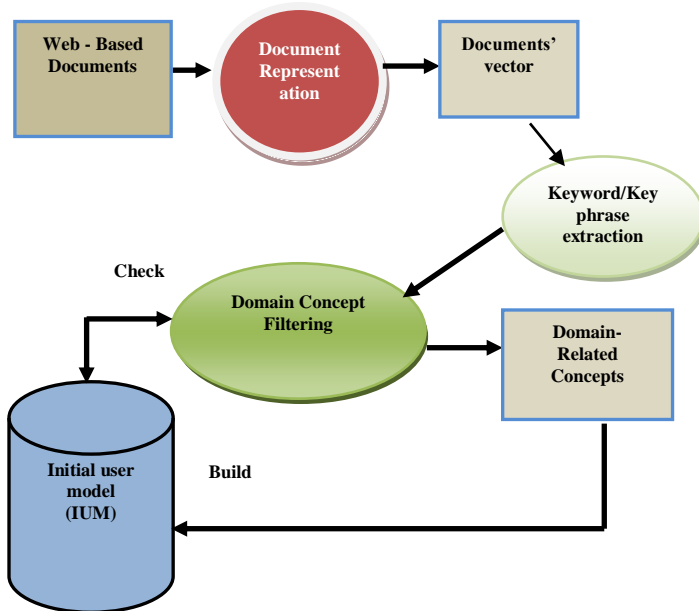 Web - Based
Documents
Document
Represent
ation
Documents’
vector
Keyword/Key
phrase
extraction
Check
Domain Concept
Filtering
Domain-
Related
Concepts
Initial user
model
(IUM)
Build